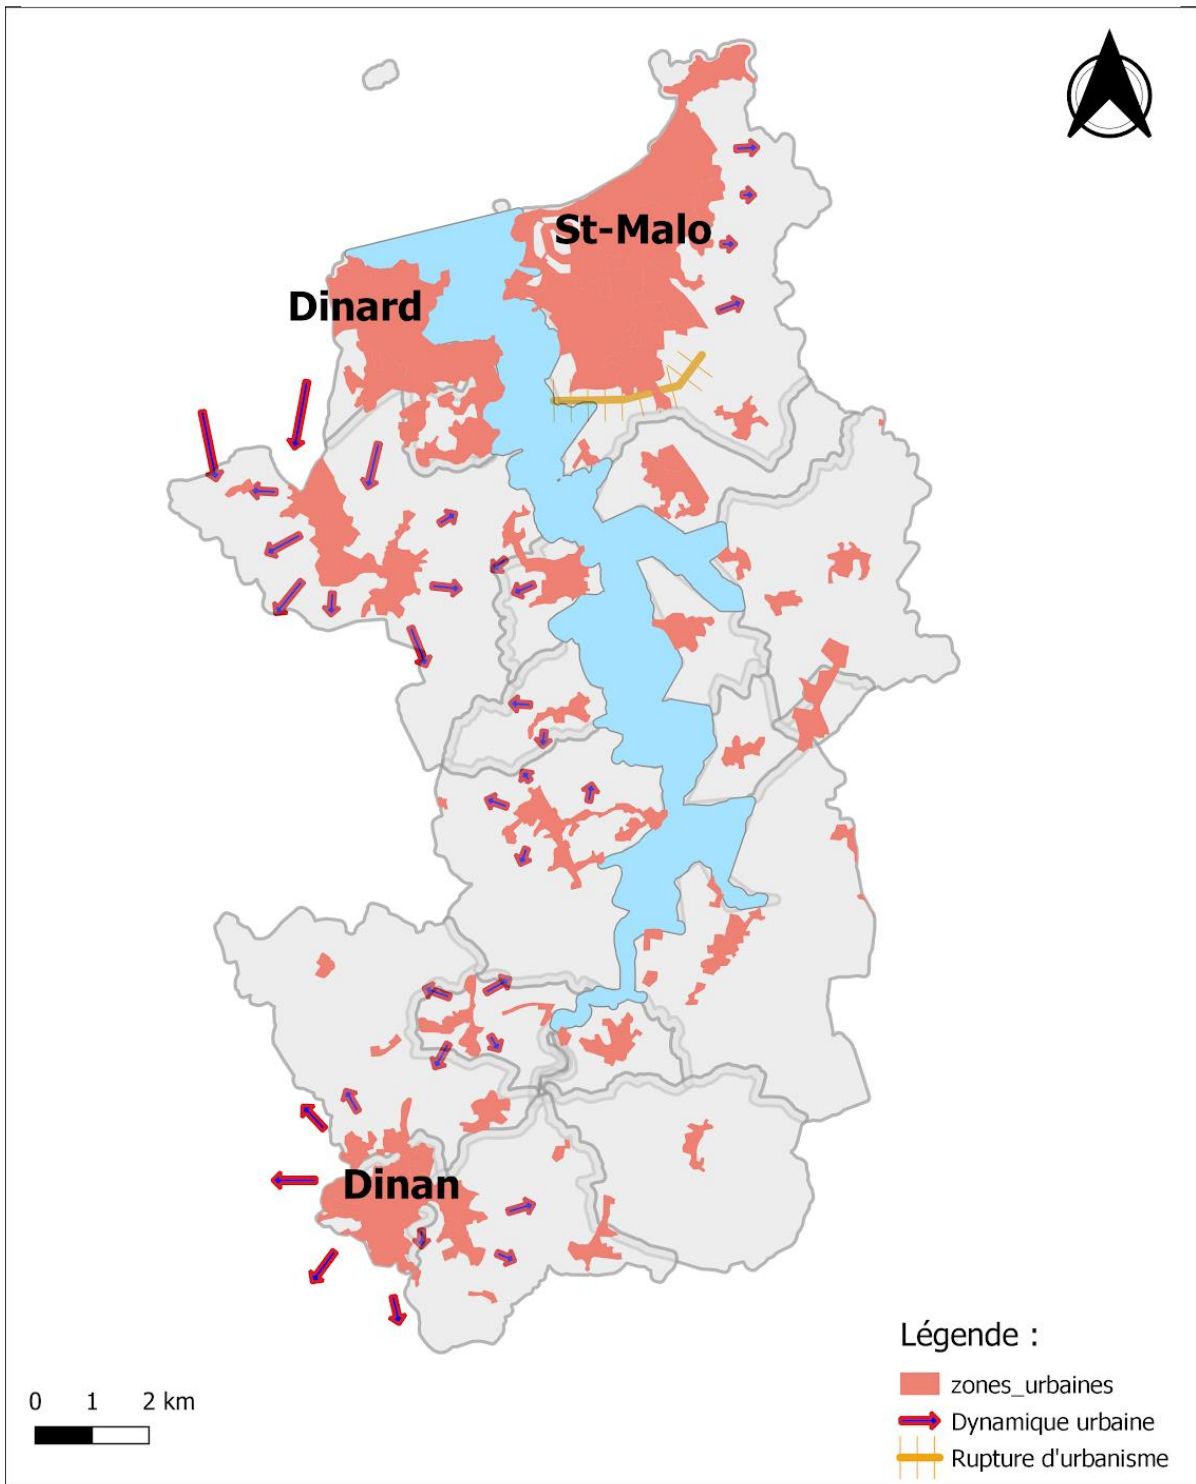 St-Malo
Dinard
Dinan
Légende :
zones_urbaines
Dynamique urbaine
Rupture d'urbanisme
0 1 2 km